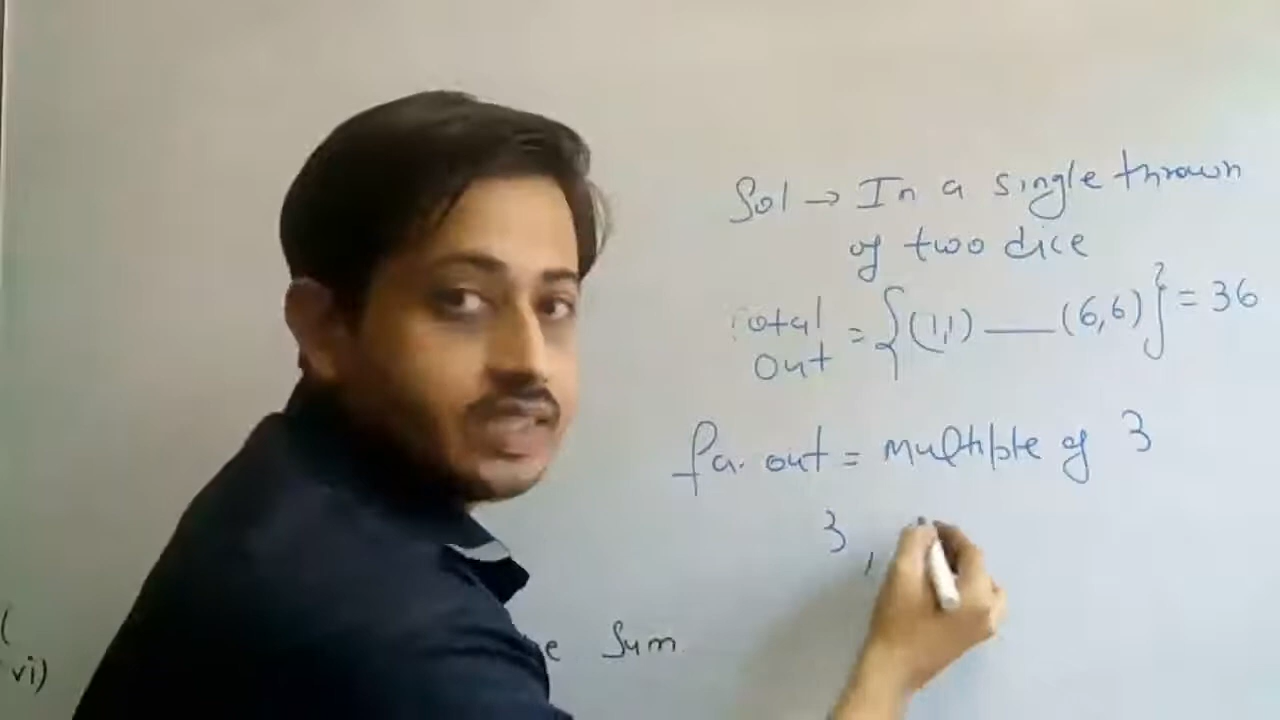 Sol → In a single thrown
of two dice
Total
out = {(1,1) — (6,6)} = 36
fa. out = multiple of 3
3 ,
(
vi)
e Sum